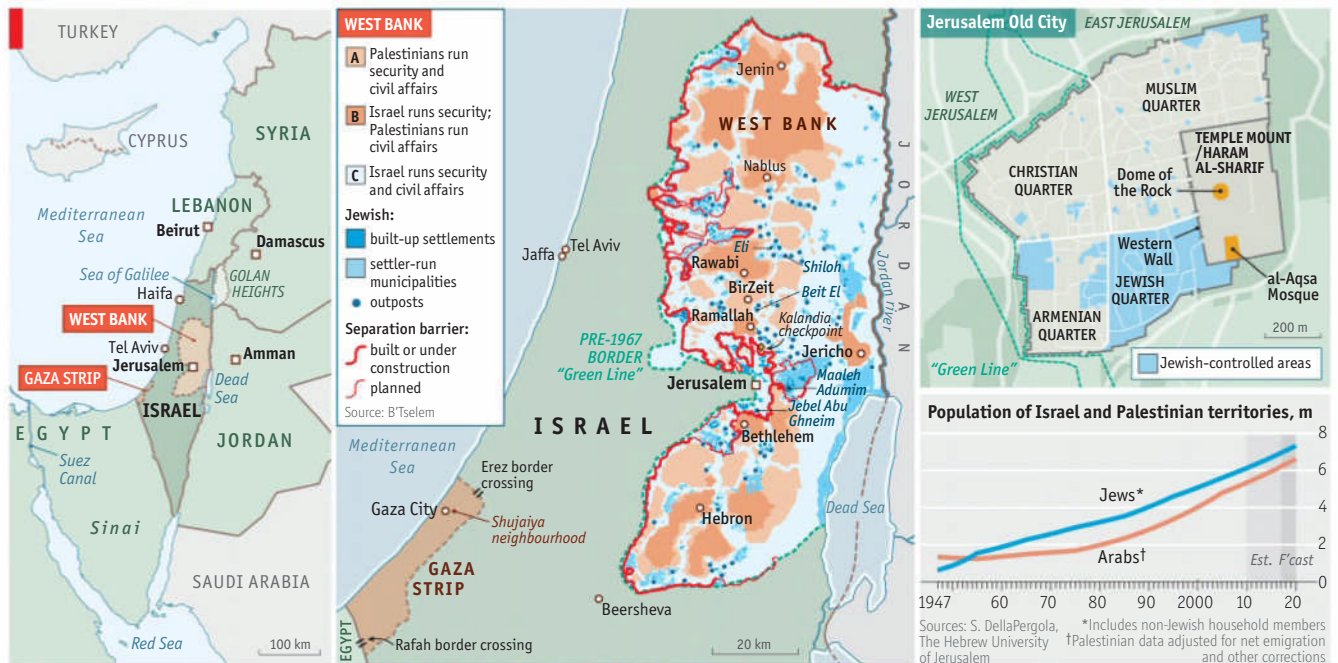 TURKEY
CYPRUS
SYRIA
Mediterranean
Sea
LEBANON
Beirut
Damascus
Sea of Galilee
GOLAN
HEIGHTS
Haifa
WEST BANK
Tel Aviv
Jerusalem
Amman
GAZA STRIP
Dead
Sea
ISRAEL
EGYPT
JORDAN
Suez
Canal
Sinai
SAUDI ARABIA
Red Sea
100 km
WEST BANK
A Palestinians run
security and
civil affairs
B Israel runs security;
Palestinians run
civil affairs
C Israel runs security
and civil affairs
Jewish:
built-up settlements
settler-run
municipalities
outposts
Separation barrier:
built or under
construction
planned
Source: B'Tselem
Jenin
WEST BANK
Nablus
JORDAN
Jaffa
Tel Aviv
Eli
Rawabi
Shiloh
BirZeit
Beit El
Jordan river
Ramallah
Kalandia
checkpoint
PRE-1967
BORDER
"Green Line"
Jericho
Jerusalem
Maaleh
Adumim
Jebel Abu
Ghneim
ISRAEL
Bethlehem
Mediterranean
Sea
Erez border
crossing
Gaza City
Shujaiya
neighbourhood
Hebron
Dead Sea
GAZA
STRIP
Beersheva
EGYPT
Rafah border crossing
20 km
Jerusalem Old City
EAST JERUSALEM
WEST
JERUSALEM
MUSLIM
QUARTER
TEMPLE MOUNT
/HARAM
AL-SHARIF
CHRISTIAN
QUARTER
Dome of
the Rock
Western
Wall
JEWISH
QUARTER
al-Aqsa
Mosque
ARMENIAN
QUARTER
200 m
"Green Line"
Jewish-controlled areas
Population of Israel and Palestinian territories, m
8
6
Jews*
4
Arabs†
2
Est. F'cast
0
1947 60 70 80 90 2000 10 20
Sources: S. DellaPergola,
The Hebrew University
of Jerusalem
*Includes non-Jewish household members
†Palestinian data adjusted for net emigration
and other corrections